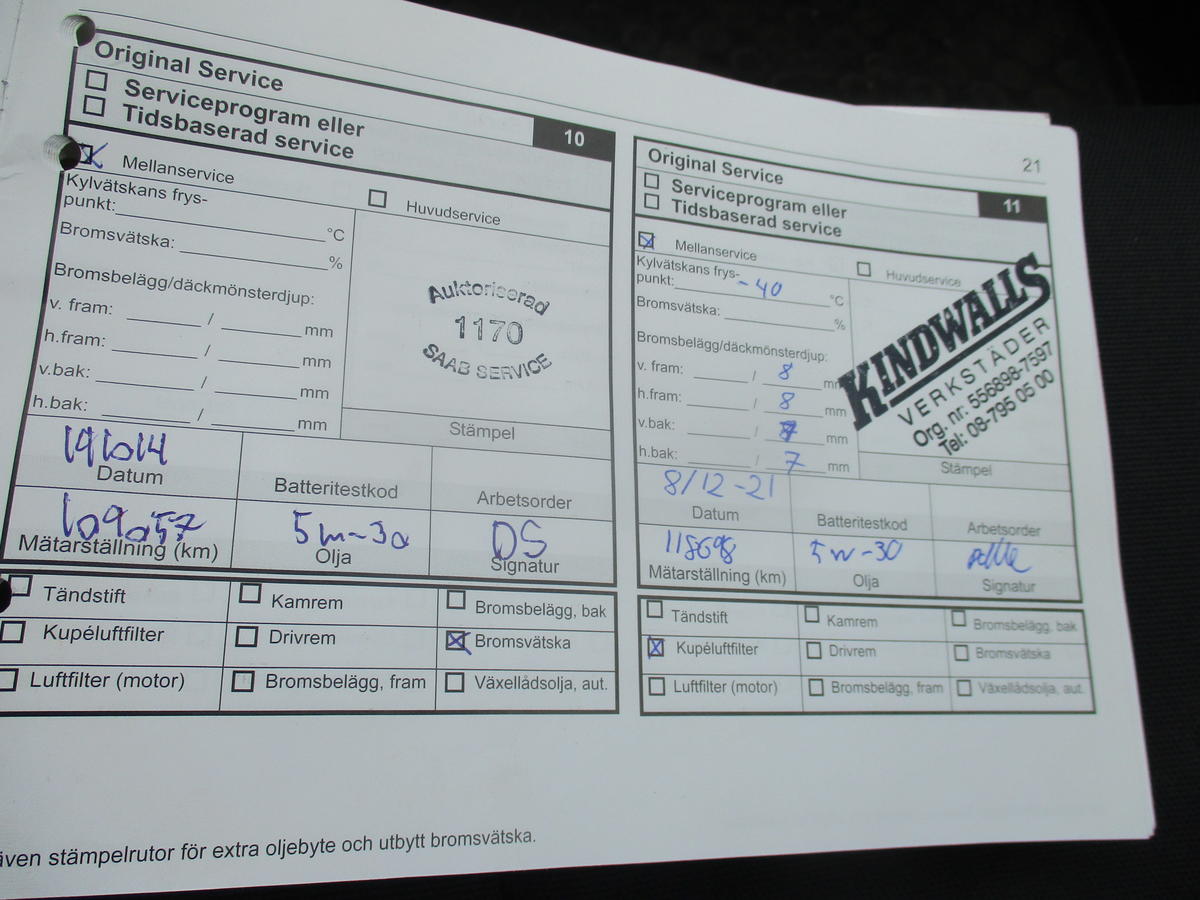 Original Service
Serviceprogram eller
Tidsbaserad service
10
Mellanservice
Huvudservice
Kylvätskans frys-
punkt: °C
Bromsvätska: %
Bromsbelägg/däckmönsterdjup:
v. fram: / mm
h.fram: / mm
v.bak: / mm
h.bak: / mm
Auktoriserad
1170
SAAB SERVICE
Stämpel
191014
Datum
Batteritestkod
Arbetsorder
109057
Mätarställning (km)
5w-30
Olja
DS
Signatur
Tändstift
Kamrem
Bromsbelägg, bak
Kupéluftfilter
Drivrem
Bromsvätska
Luftfilter (motor)
Bromsbelägg, fram
Växellådsolja, aut.
även stämpelrutor för extra oljebyte och utbytt bromsvätska.
21
Original Service
Serviceprogram eller
Tidsbaserad service
11
Mellanservice
Huvudservice
Kylvätskans frys-
punkt: -40 °C
Bromsvätska: %
Bromsbelägg/däckmönsterdjup:
v. fram: / 8 mm
h.fram: / 8 mm
v.bak: / 7 mm
h.bak: / 7 mm
KINDWALLS
VERKSTÄDER
Org. nr: 556898-7597
Tel: 08-795 05 00
Stämpel
8/12-21
Datum
Batteritestkod
Arbetsorder
118698
Mätarställning (km)
5w-30
Olja
Signatur
Tändstift
Kamrem
Bromsbelägg, bak
Kupéluftfilter
Drivrem
Bromsvätska
Luftfilter (motor)
Bromsbelägg, fram
Växellådsolja, aut.